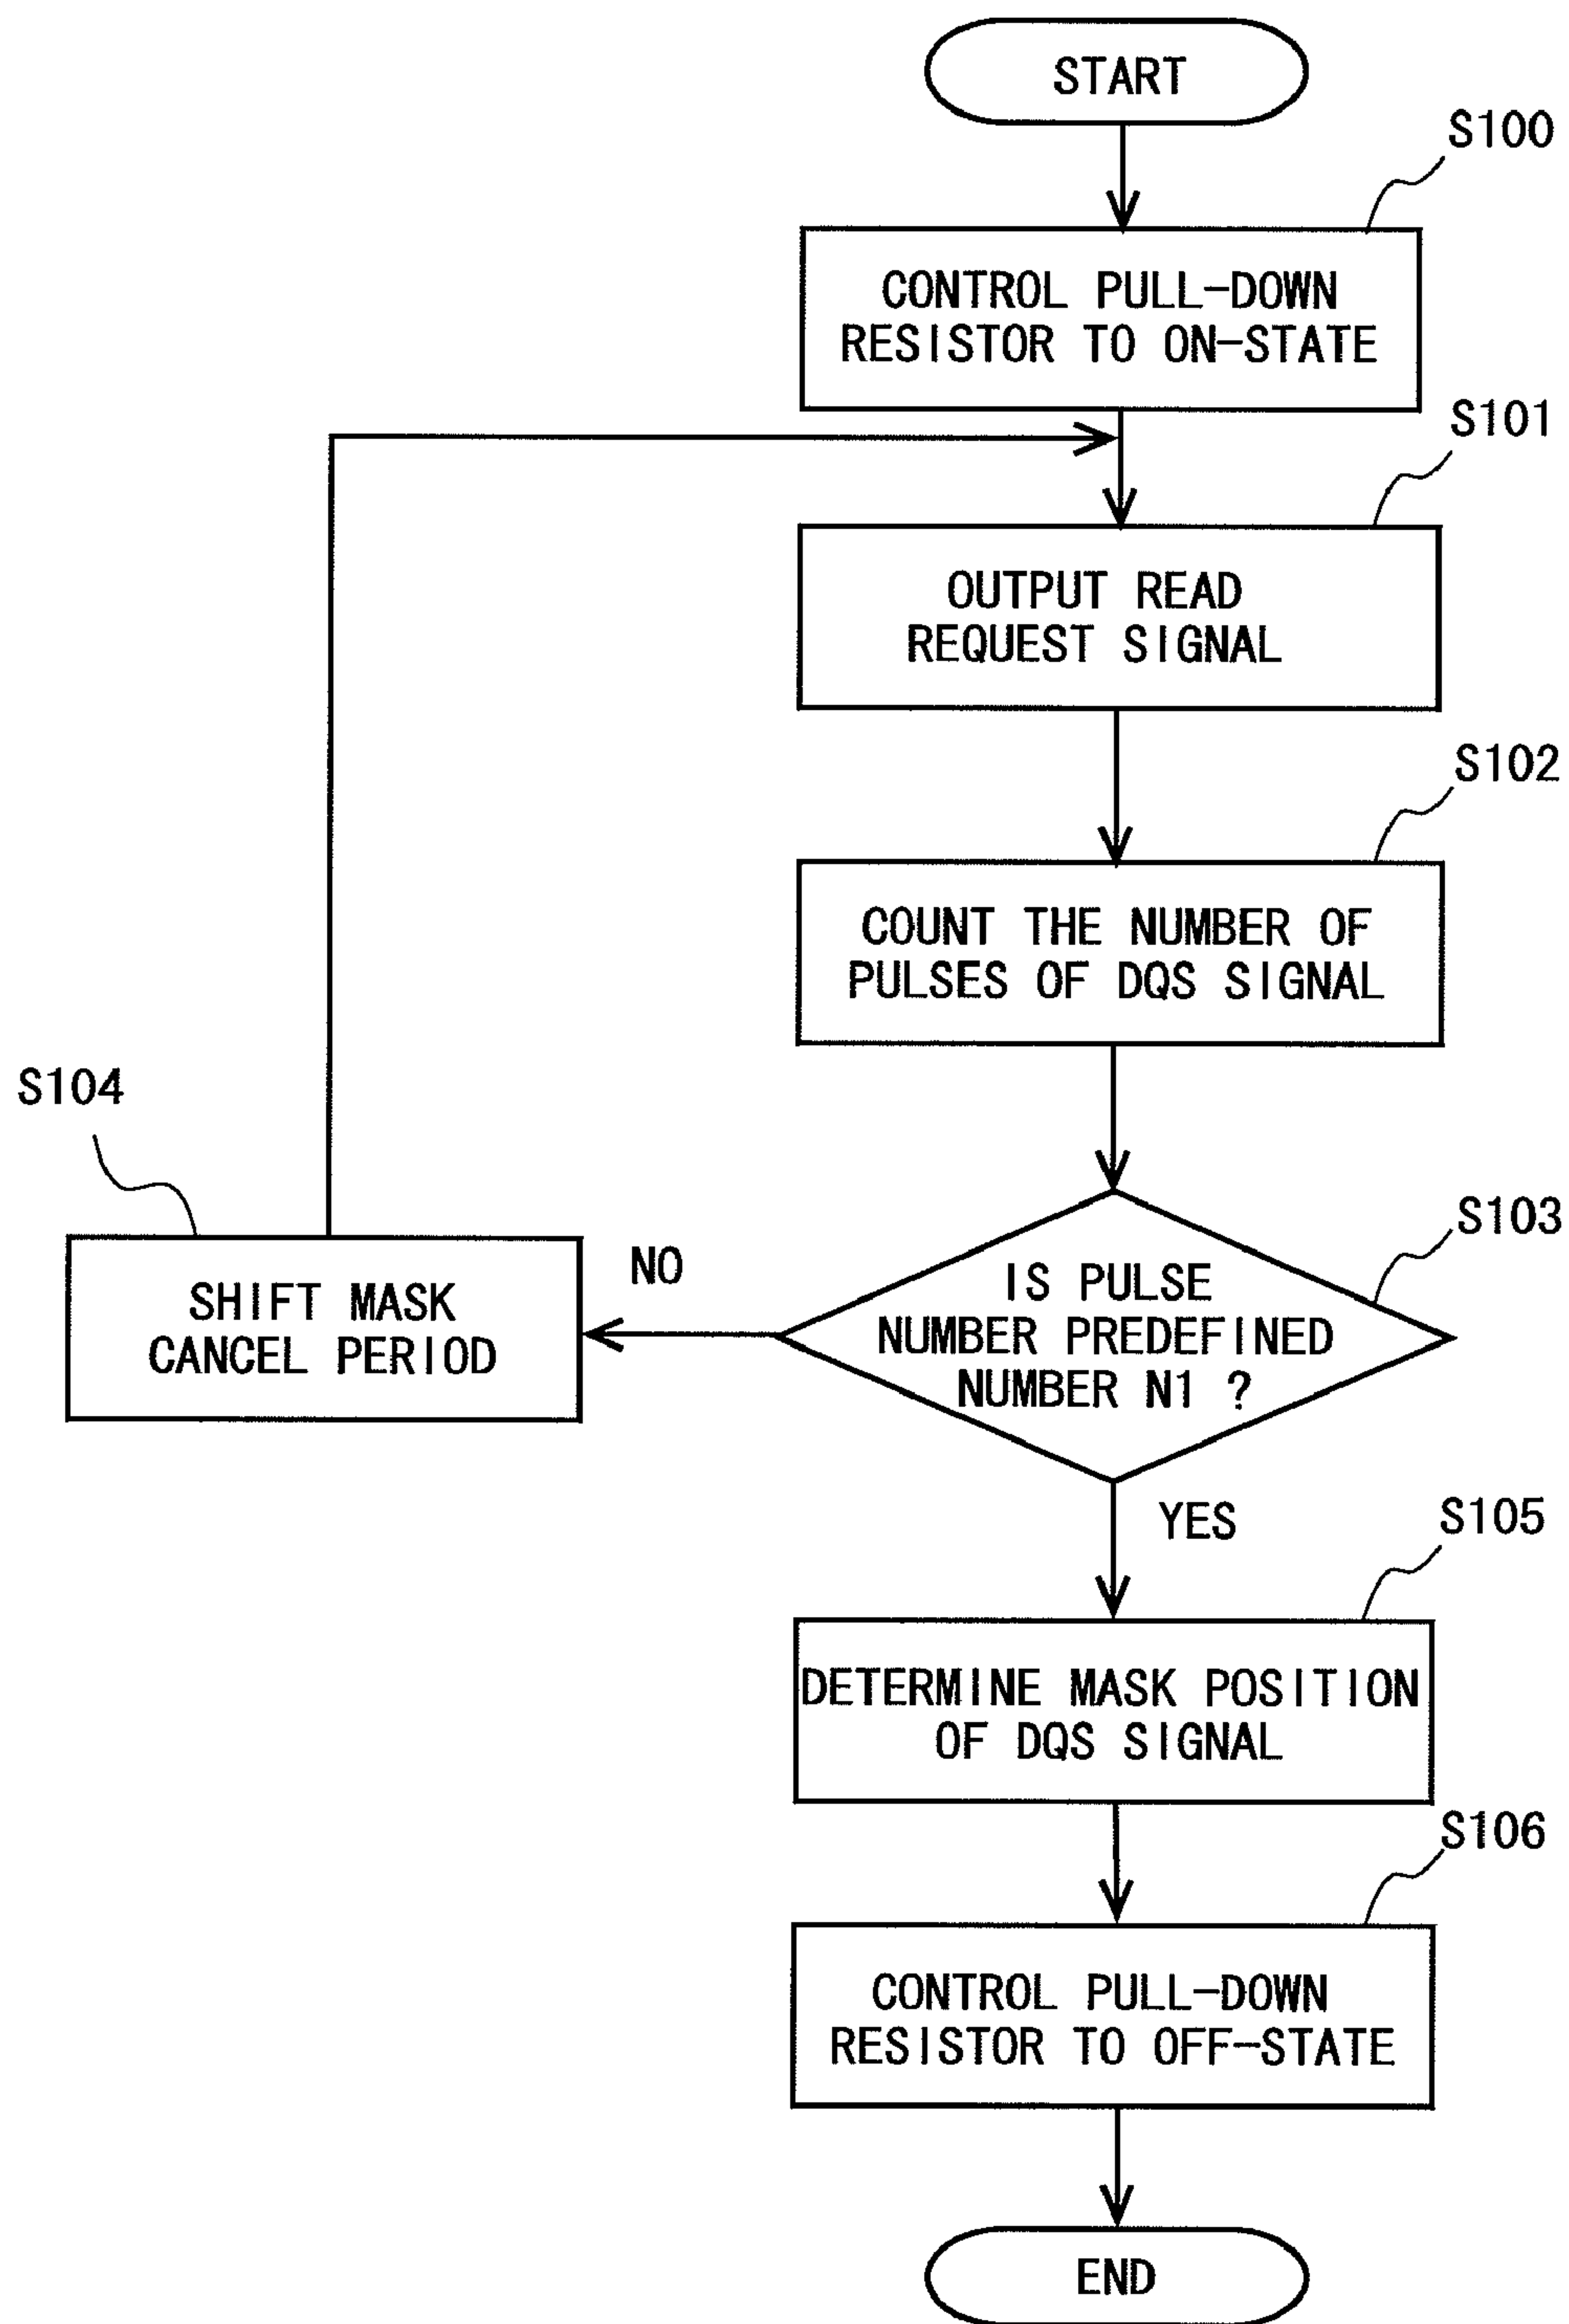 START
S100
CONTROL PULL-DOWN
RESISTOR TO ON-STATE
S101
OUTPUT READ
REQUEST SIGNAL
S102
COUNT THE NUMBER OF
PULSES OF DQS SIGNAL
S103
IS PULSE
NUMBER PREDEFINED
NUMBER N1 ?
NO
S104
SHIFT MASK
CANCEL PERIOD
YES
S105
DETERMINE MASK POSITION
OF DQS SIGNAL
S106
CONTROL PULL-DOWN
RESISTOR TO OFF-STATE
END